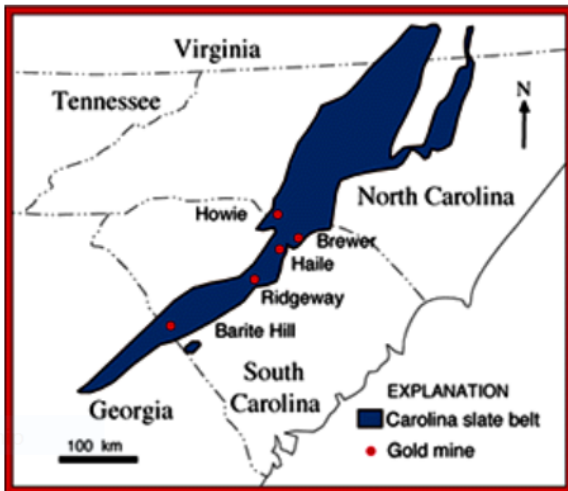 Virginia
Tennessee
N
North Carolina
Howie
Brewer
Haile
Ridgeway
Barite Hill
South
Carolina
Georgia
EXPLANATION
Carolina slate belt
Gold mine
100 km